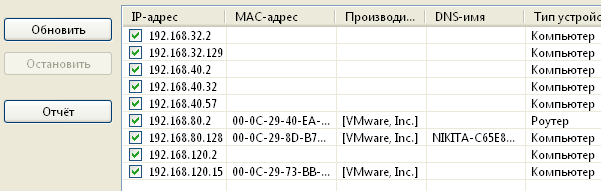 Обновить
Остановить
Отчёт
IP-адрес MAC-адрес Производи... DNS-имя Тип устрой
192.168.32.2 Компьютер
192.168.32.129 Компьютер
192.168.40.2 Компьютер
192.168.40.32 Компьютер
192.168.40.57 Компьютер
192.168.80.2 00-0C-29-40-EA-... [VMware, Inc.] Роутер
192.168.80.128 00-0C-29-8D-B7... [VMware, Inc.] NIKITA-C65E8... Компьютер
192.168.120.2 Компьютер
192.168.120.15 00-0C-29-73-BB-... [VMware, Inc.] Компьютер